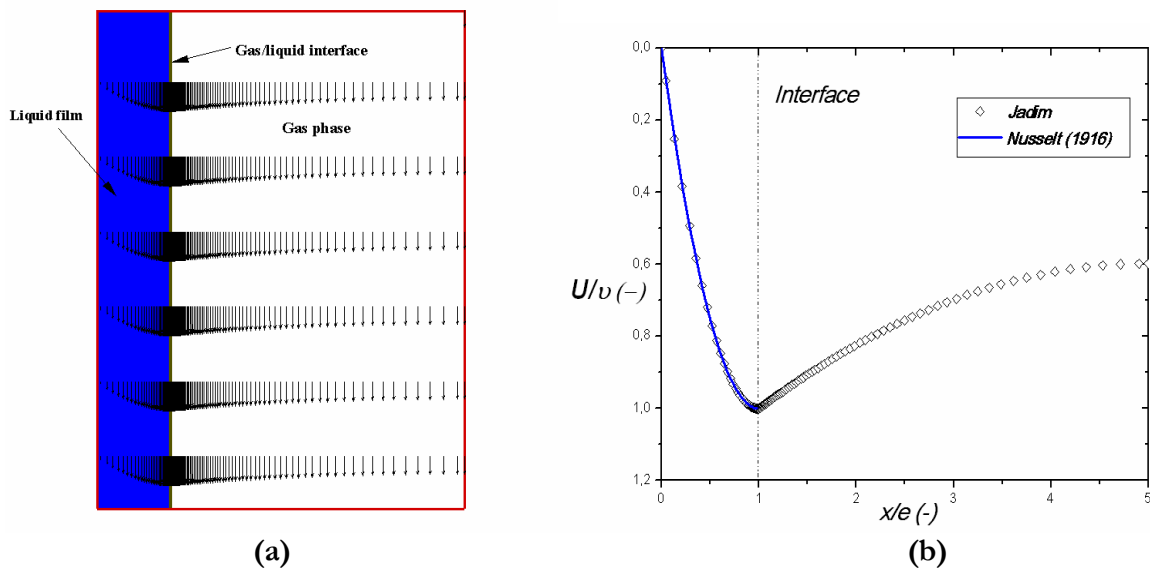 Gas/liquid interface
Liquid film
Gas phase
(a)
0,0
0,2
0,4
0,6
0,8
1,0
1,2
U/υ (–)
Interface
Jadim
Nusselt (1916)
0 1 2 3 4 5
x/e (-)
(b)